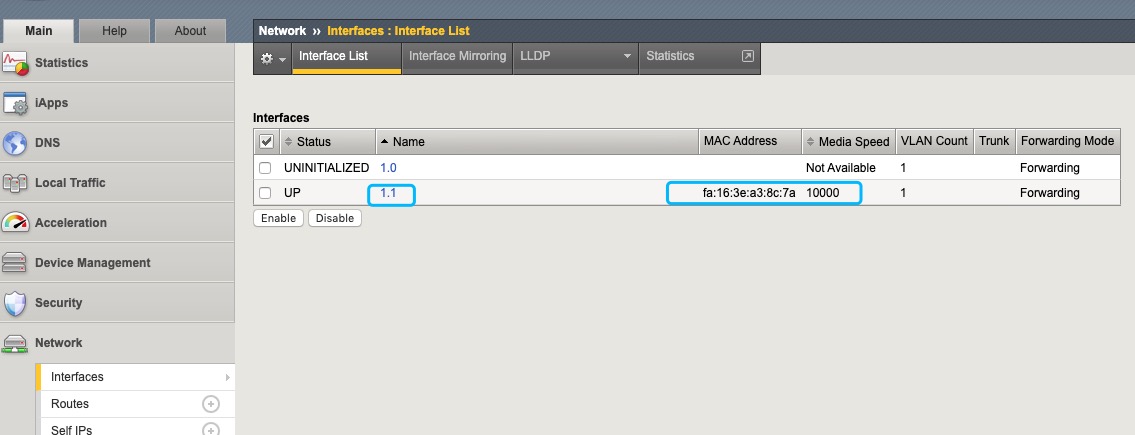 Main Help About
Network ›› Interfaces : Interface List
Interface List Interface Mirroring LLDP Statistics
Statistics
iApps
DNS
Local Traffic
Acceleration
Device Management
Security
Network
Interfaces
Routes
Self IPs
Interfaces
Status Name MAC Address Media Speed VLAN Count Trunk Forwarding Mode
UNINITIALIZED 1.0 Not Available 1 Forwarding
UP 1.1 fa:16:3e:a3:8c:7a 10000 1 Forwarding
Enable Disable